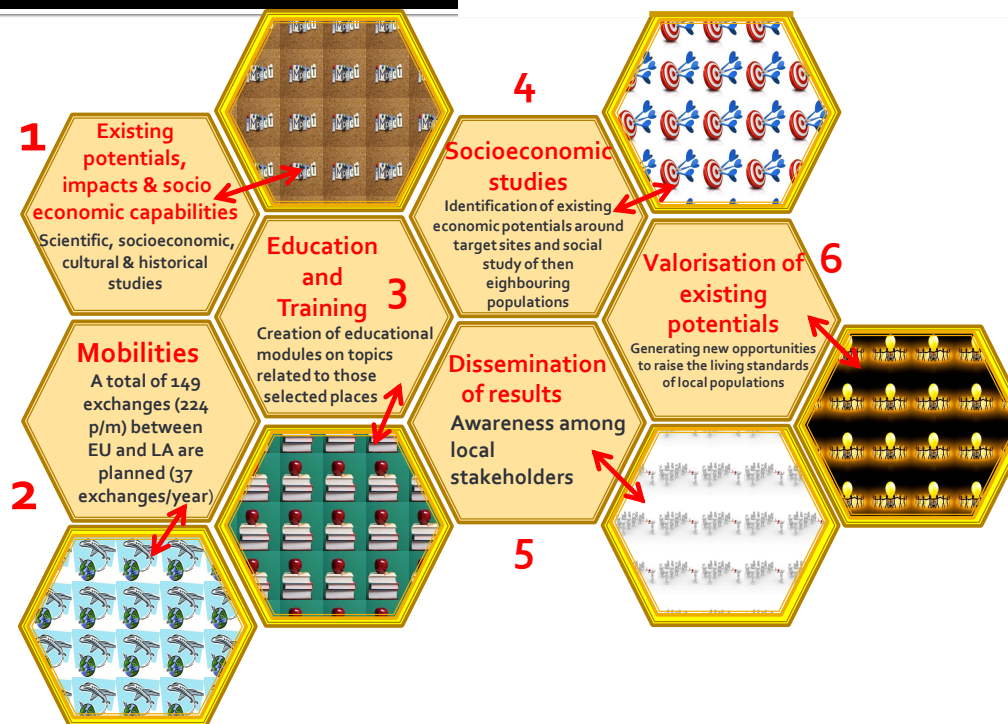 1
Existing
potentials,
impacts & socio
economic capabilities
Scientific, socioeconomic,
cultural & historical
studies
impact
2
Mobilities
A total of 149
exchanges (224
p/m) between
EU and LA are
planned (37
exchanges/year)
3
Education
and
Training
Creation of educational
modules on topics
related to those
selected places
4
Socioeconomic
studies
Identification of existing
economic potentials around
target sites and social
study of then
eighbouring
populations
5
Dissemination
of results
Awareness among
local
stakeholders
6
Valorisation of
existing
potentials
Generating new opportunities
to raise the living standards
of local populations